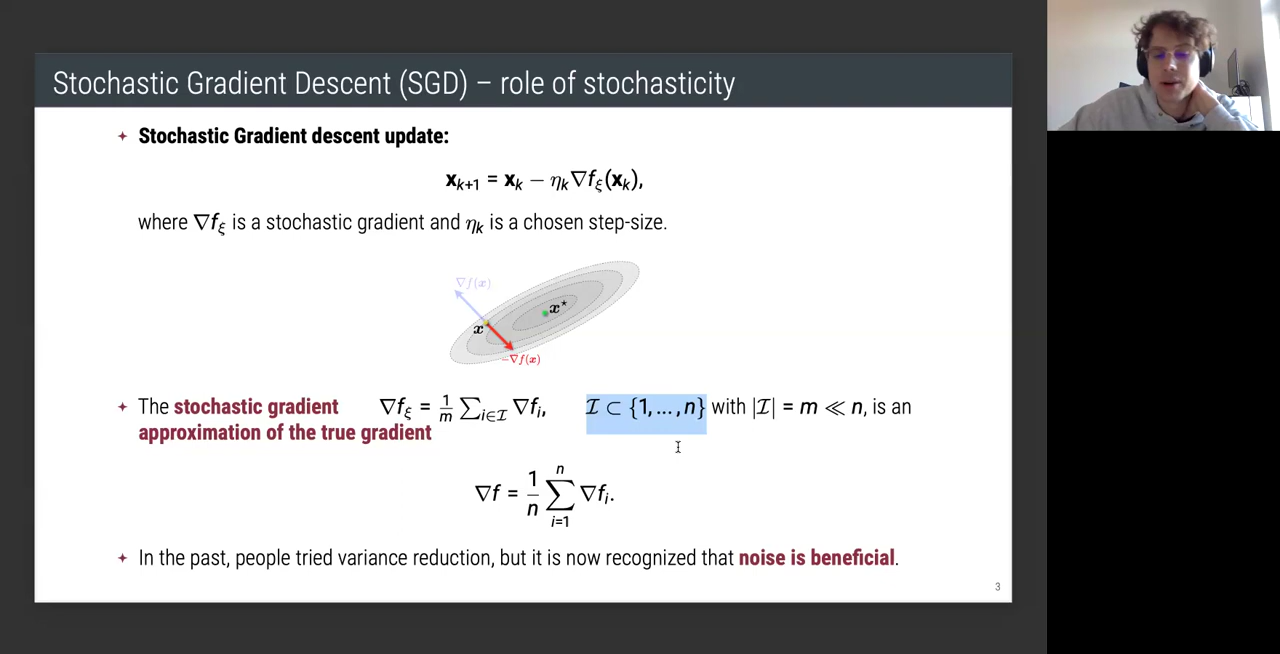 Stochastic Gradient Descent (SGD) – role of stochasticity
Stochastic Gradient descent update:
x_{k+1} = x_k − η_k∇f_ξ(x_k),
where ∇f_ξ is a stochastic gradient and η_k is a chosen step-size.
∇f(x)
x*
x
−∇f(x)
The stochastic gradient ∇f_ξ = 1/m ∑_{i∈I} ∇f_i, I ⊂ {1, ... , n} with |I| = m ≪ n, is an
approximation of the true gradient
∇f = 1/n ∑_{i=1}^{n} ∇f_i.
In the past, people tried variance reduction, but it is now recognized that noise is beneficial.
3